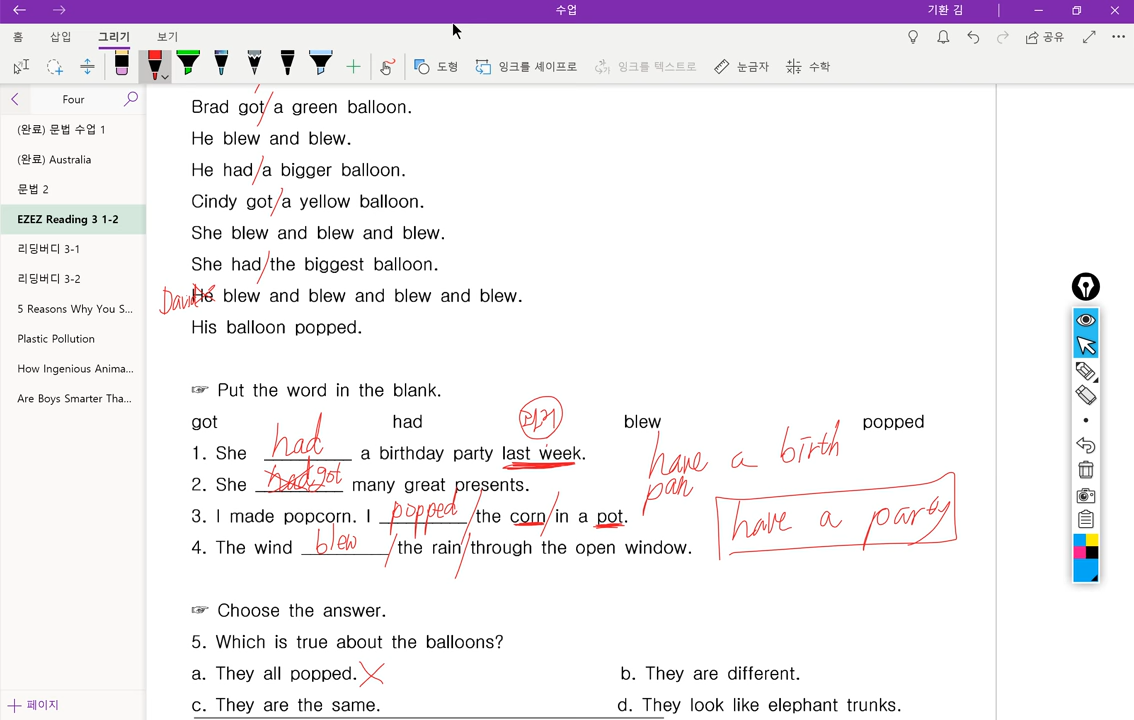 수업
기환 김
홈 삽입 그리기 보기
공유
도형 잉크를 셰이프로 잉크를 텍스트로 눈금자 수학
Four
(완료) 문법 수업 1
(완료) Australia
문법 2
EZEZ Reading 3 1-2
리딩버디 3-1
리딩버디 3-2
5 Reasons Why You S...
Plastic Pollution
How Ingenious Anima...
Are Boys Smarter Tha...
페이지
Brad got / a green balloon.
He blew and blew.
He had / a bigger balloon.
Cindy got / a yellow balloon.
She blew and blew and blew.
She had / the biggest balloon.
David He blew and blew and blew and blew.
His balloon popped.
☞ Put the word in the blank.
got had 과거 blew popped
1. She had a birthday party last week.
have a birth
par
2. She had got many great presents.
3. I made popcorn. I popped / the corn / in a pot.
have a party
4. The wind blew / the rain / through the open window.
☞ Choose the answer.
5. Which is true about the balloons?
a. They all popped. X b. They are different.
c. They are the same. d. They look like elephant trunks.